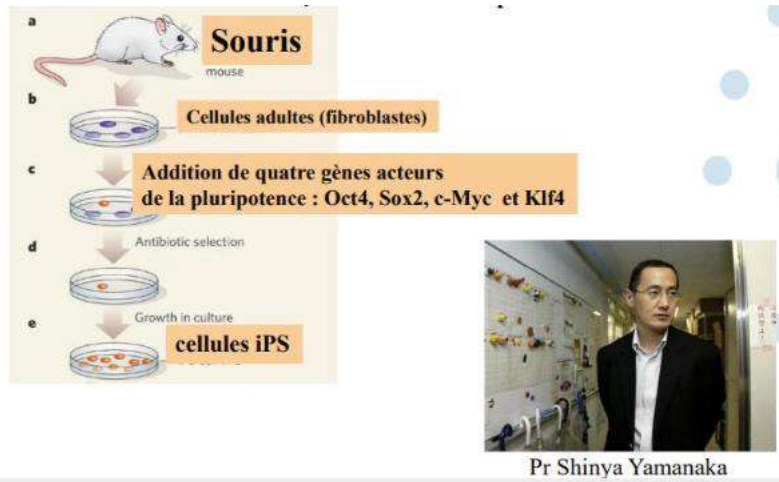 a
Souris
mouse
b
Cellules adultes (fibroblastes)
c
Addition de quatre gènes acteurs
de la pluripotence : Oct4, Sox2, c-Myc et Klf4
d
Antibiotic selection
e
Growth in culture
cellules iPS
Pr Shinya Yamanaka